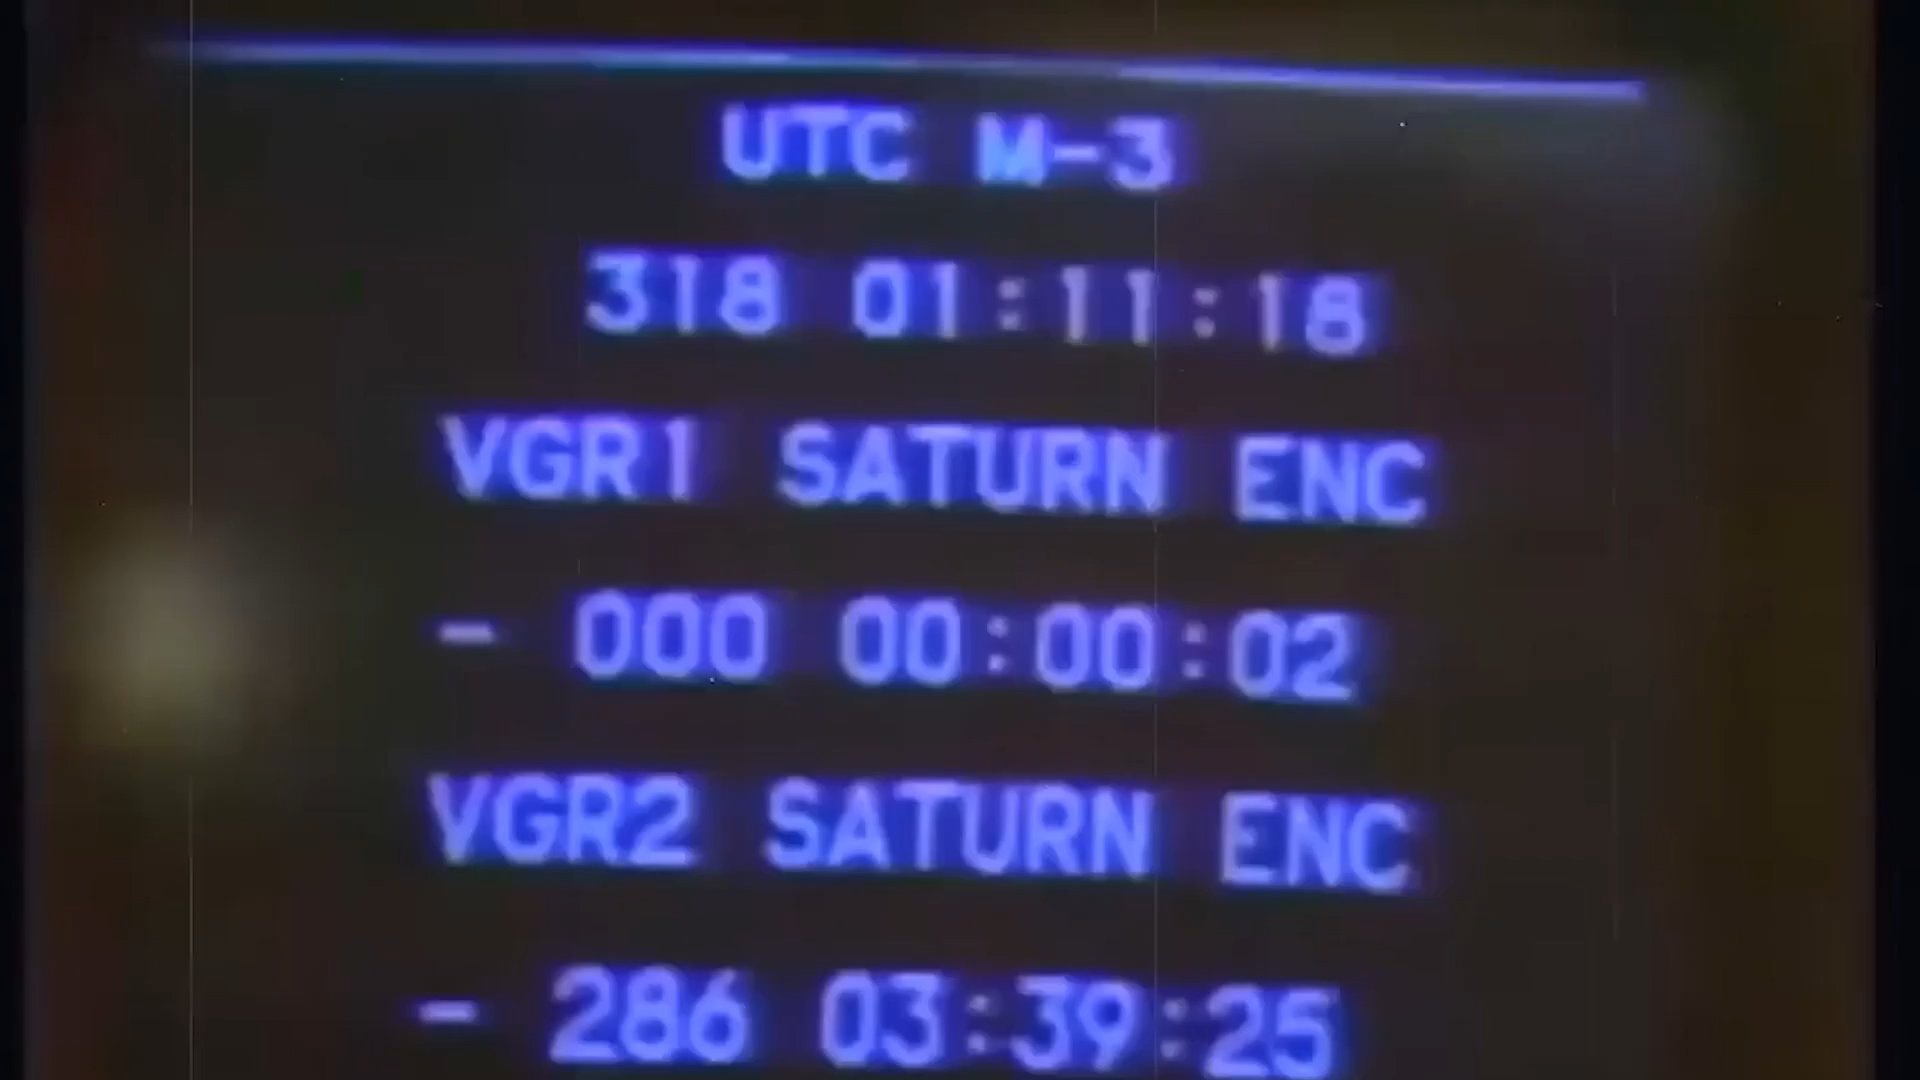 UTC M-3
318 01:11:18
VGR1 SATURN ENC
- 000 00:00:02
VGR2 SATURN ENC
- 286 03:39:25